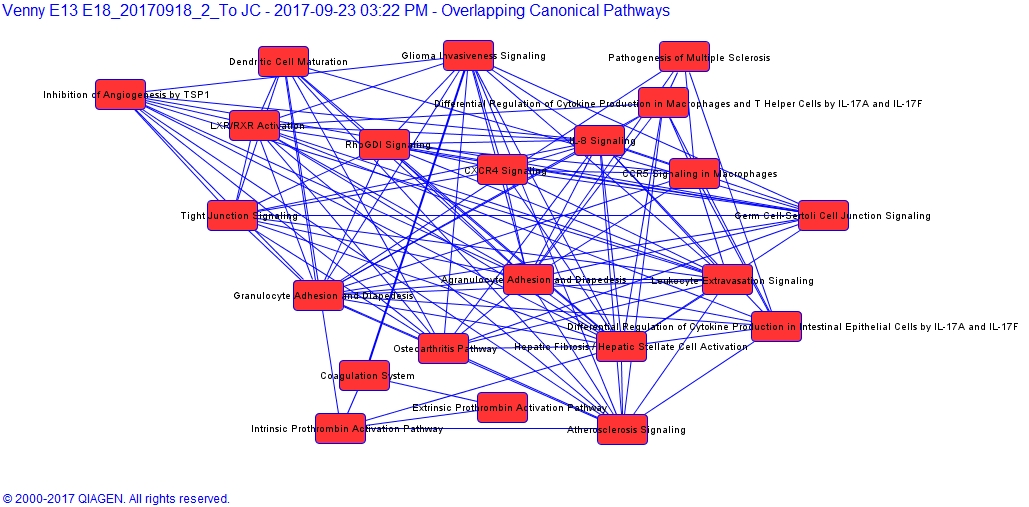 Venny E13 E18_20170918_2_To JC - 2017-09-23 03:22 PM - Overlapping Canonical Pathways
Glioma Invasiveness Signaling
Dendritic Cell Maturation
Pathogenesis of Multiple Sclerosis
Inhibition of Angiogenesis by TSP1
Differential Regulation of Cytokine Production in Macrophages and T Helper Cells by IL-17A and IL-17F
LXR/RXR Activation
RhoGDI Signaling
IL-8 Signaling
CXCR4 Signaling
CCR5 Signaling in Macrophages
Tight Junction Signaling
Germ Cell-Sertoli Cell Junction Signaling
Agranulocyte Adhesion and Diapedesis
Leukocyte Extravasation Signaling
Granulocyte Adhesion and Diapedesis
Differential Regulation of Cytokine Production in Intestinal Epithelial Cells by IL-17A and IL-17F
Osteoarthritis Pathway
Hepatic Fibrosis / Hepatic Stellate Cell Activation
Coagulation System
Extrinsic Prothrombin Activation Pathway
Intrinsic Prothrombin Activation Pathway
Atherosclerosis Signaling
© 2000-2017 QIAGEN. All rights reserved.